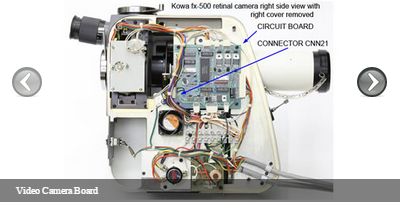 Kowa fx-500 retinal camera right side view with
right cover removed
CIRCUIT BOARD
CONNECTOR CNN21
Video Camera Board